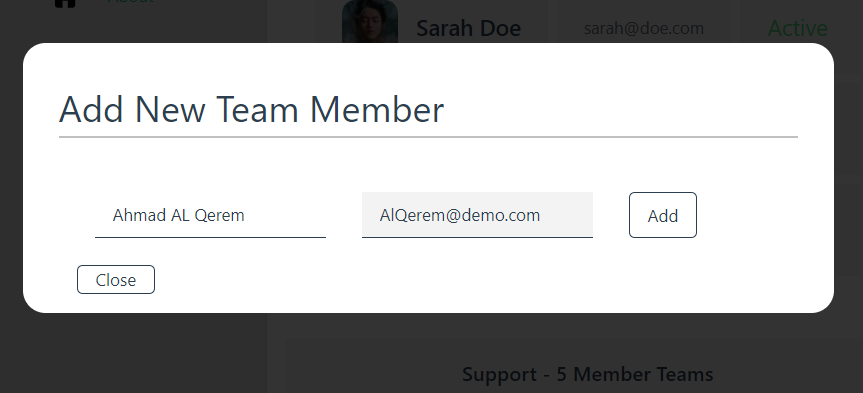 About
Sarah Doe
sarah@doe.com
Active
Add New Team Member
Ahmad AL Qerem
AlQerem@demo.com
Add
Close
Support - 5 Member Teams